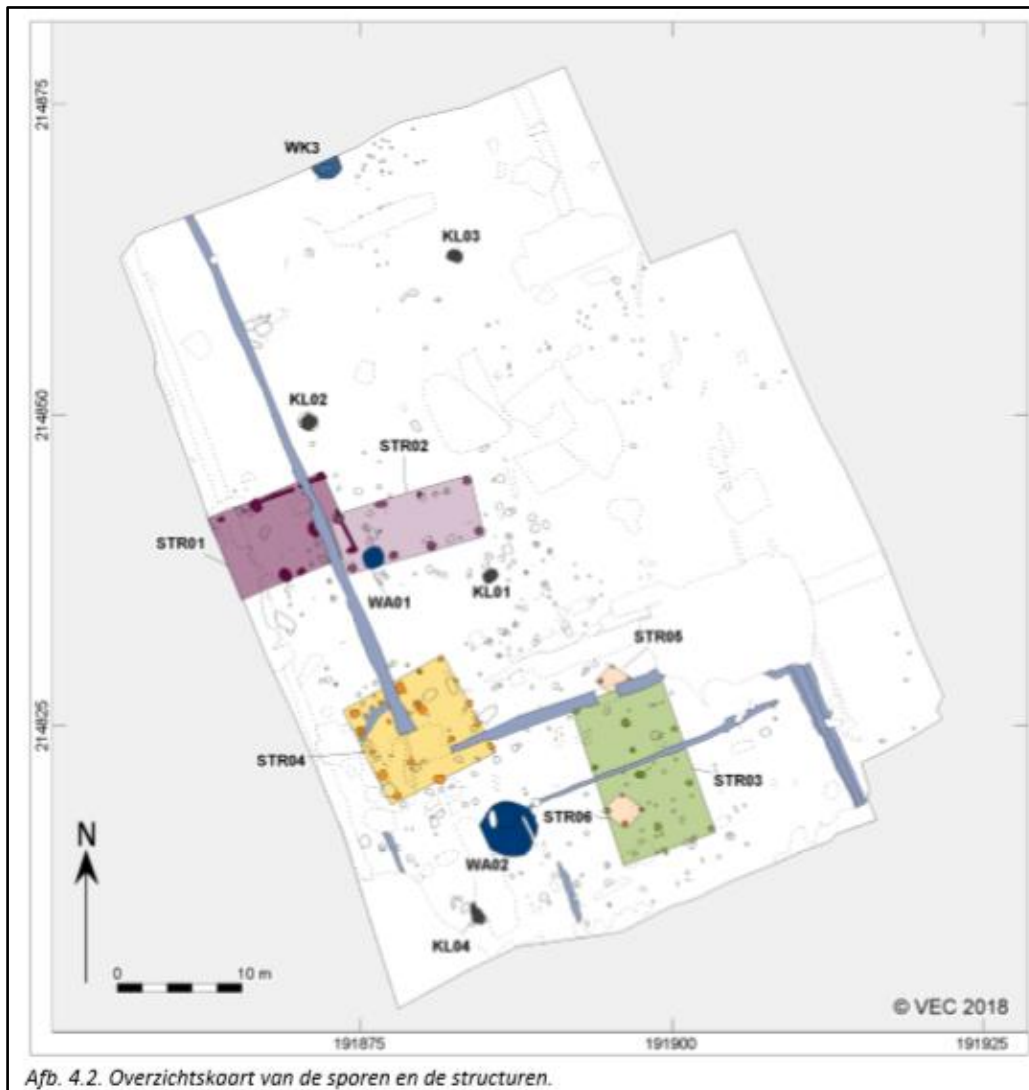 214875
WK3
KL03
214850
KL02
STR02
STR01
WA01
KL01
STR05
214825
STR04
STR03
STR06
N
WA02
KL04
0
10 m
© VEC 2018
191875
191900
191925
Afb. 4.2. Overzichtskaart van de sporen en de structuren.